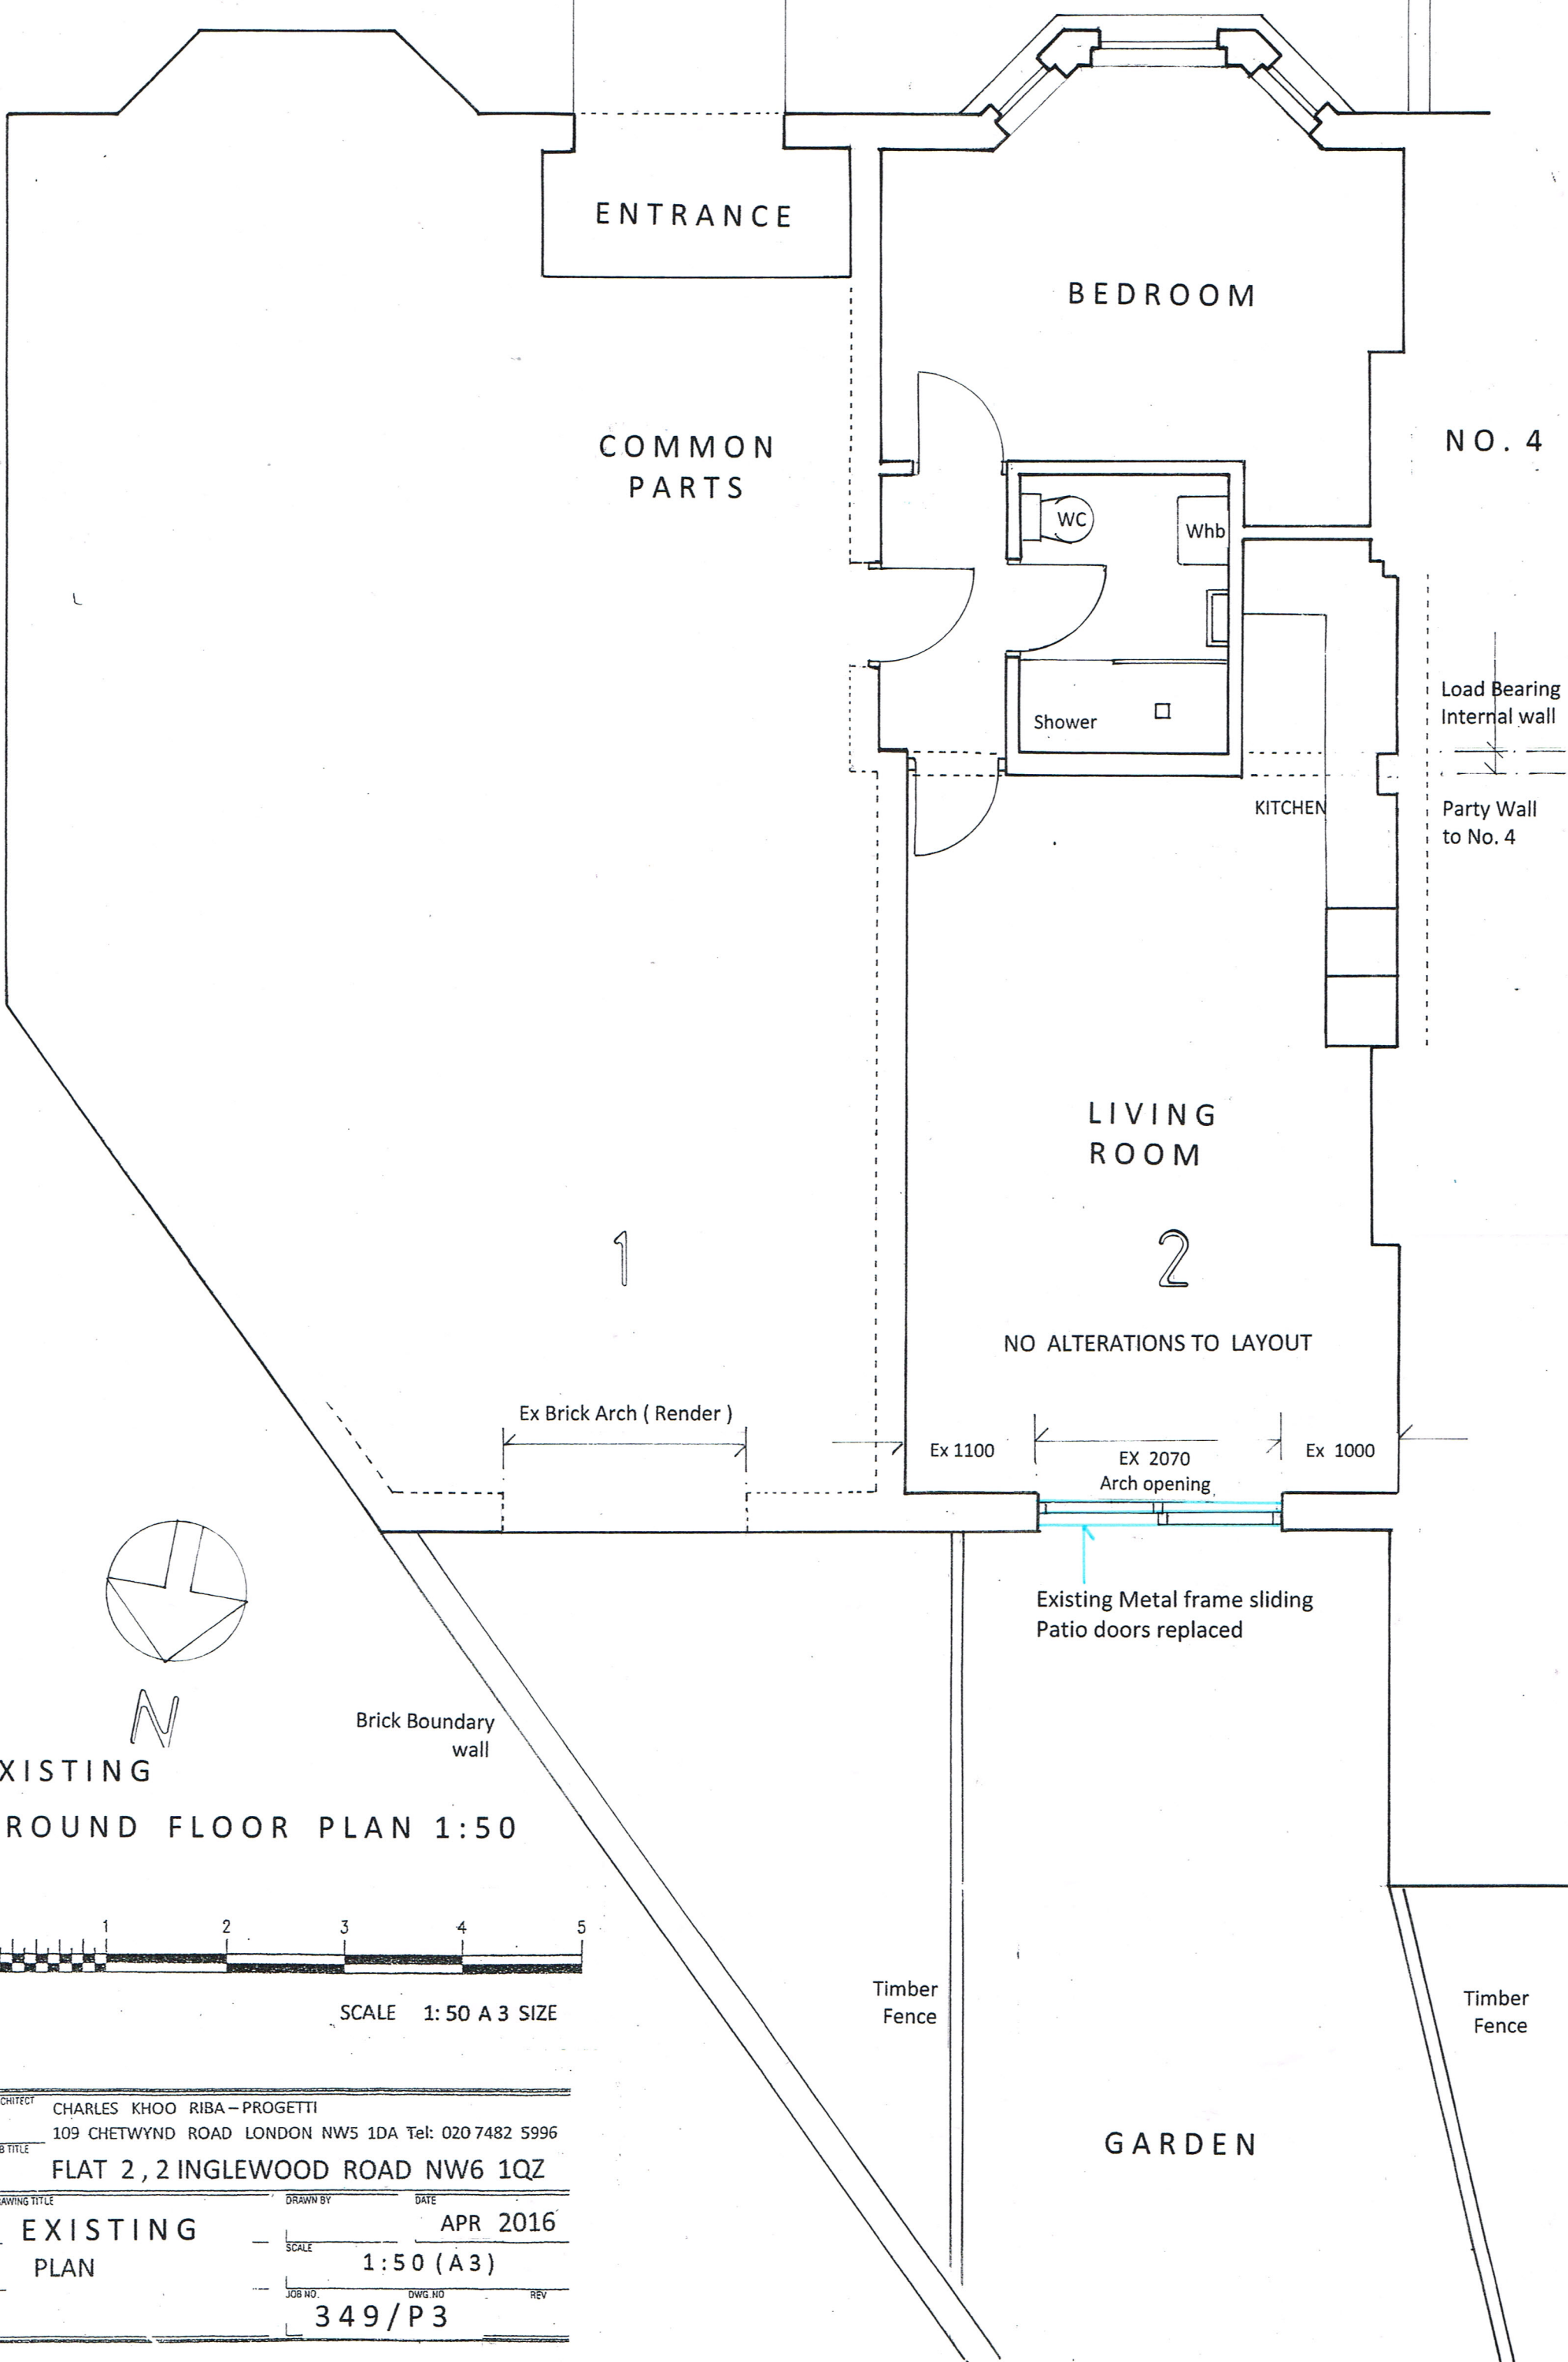 ENTRANCE
BEDROOM
COMMON
PARTS
NO. 4
WC
Whb
Shower
Load Bearing
Internal wall
KITCHEN
Party Wall
to No. 4
LIVING
ROOM
1
2
NO ALTERATIONS TO LAYOUT
Ex Brick Arch ( Render )
Ex 1100
EX 2070
Arch opening
Ex 1000
Existing Metal frame sliding
Patio doors replaced
N
Brick Boundary
wall
XISTING
ROUND FLOOR PLAN 1:50
1 2 3 4 5
SCALE 1: 50 A 3 SIZE
Timber
Fence
Timber
Fence
GARDEN
CHITECT
CHARLES KHOO RIBA – PROGETTI
109 CHETWYND ROAD LONDON NW5 1DA Tel: 020 7482 5996
B TITLE
FLAT 2 , 2 INGLEWOOD ROAD NW6 1QZ
AWING TITLE
EXISTING
PLAN
DRAWN BY
DATE
APR 2016
SCALE
1:50 (A3)
JOB NO.
DWG.NO
REV
349/P3